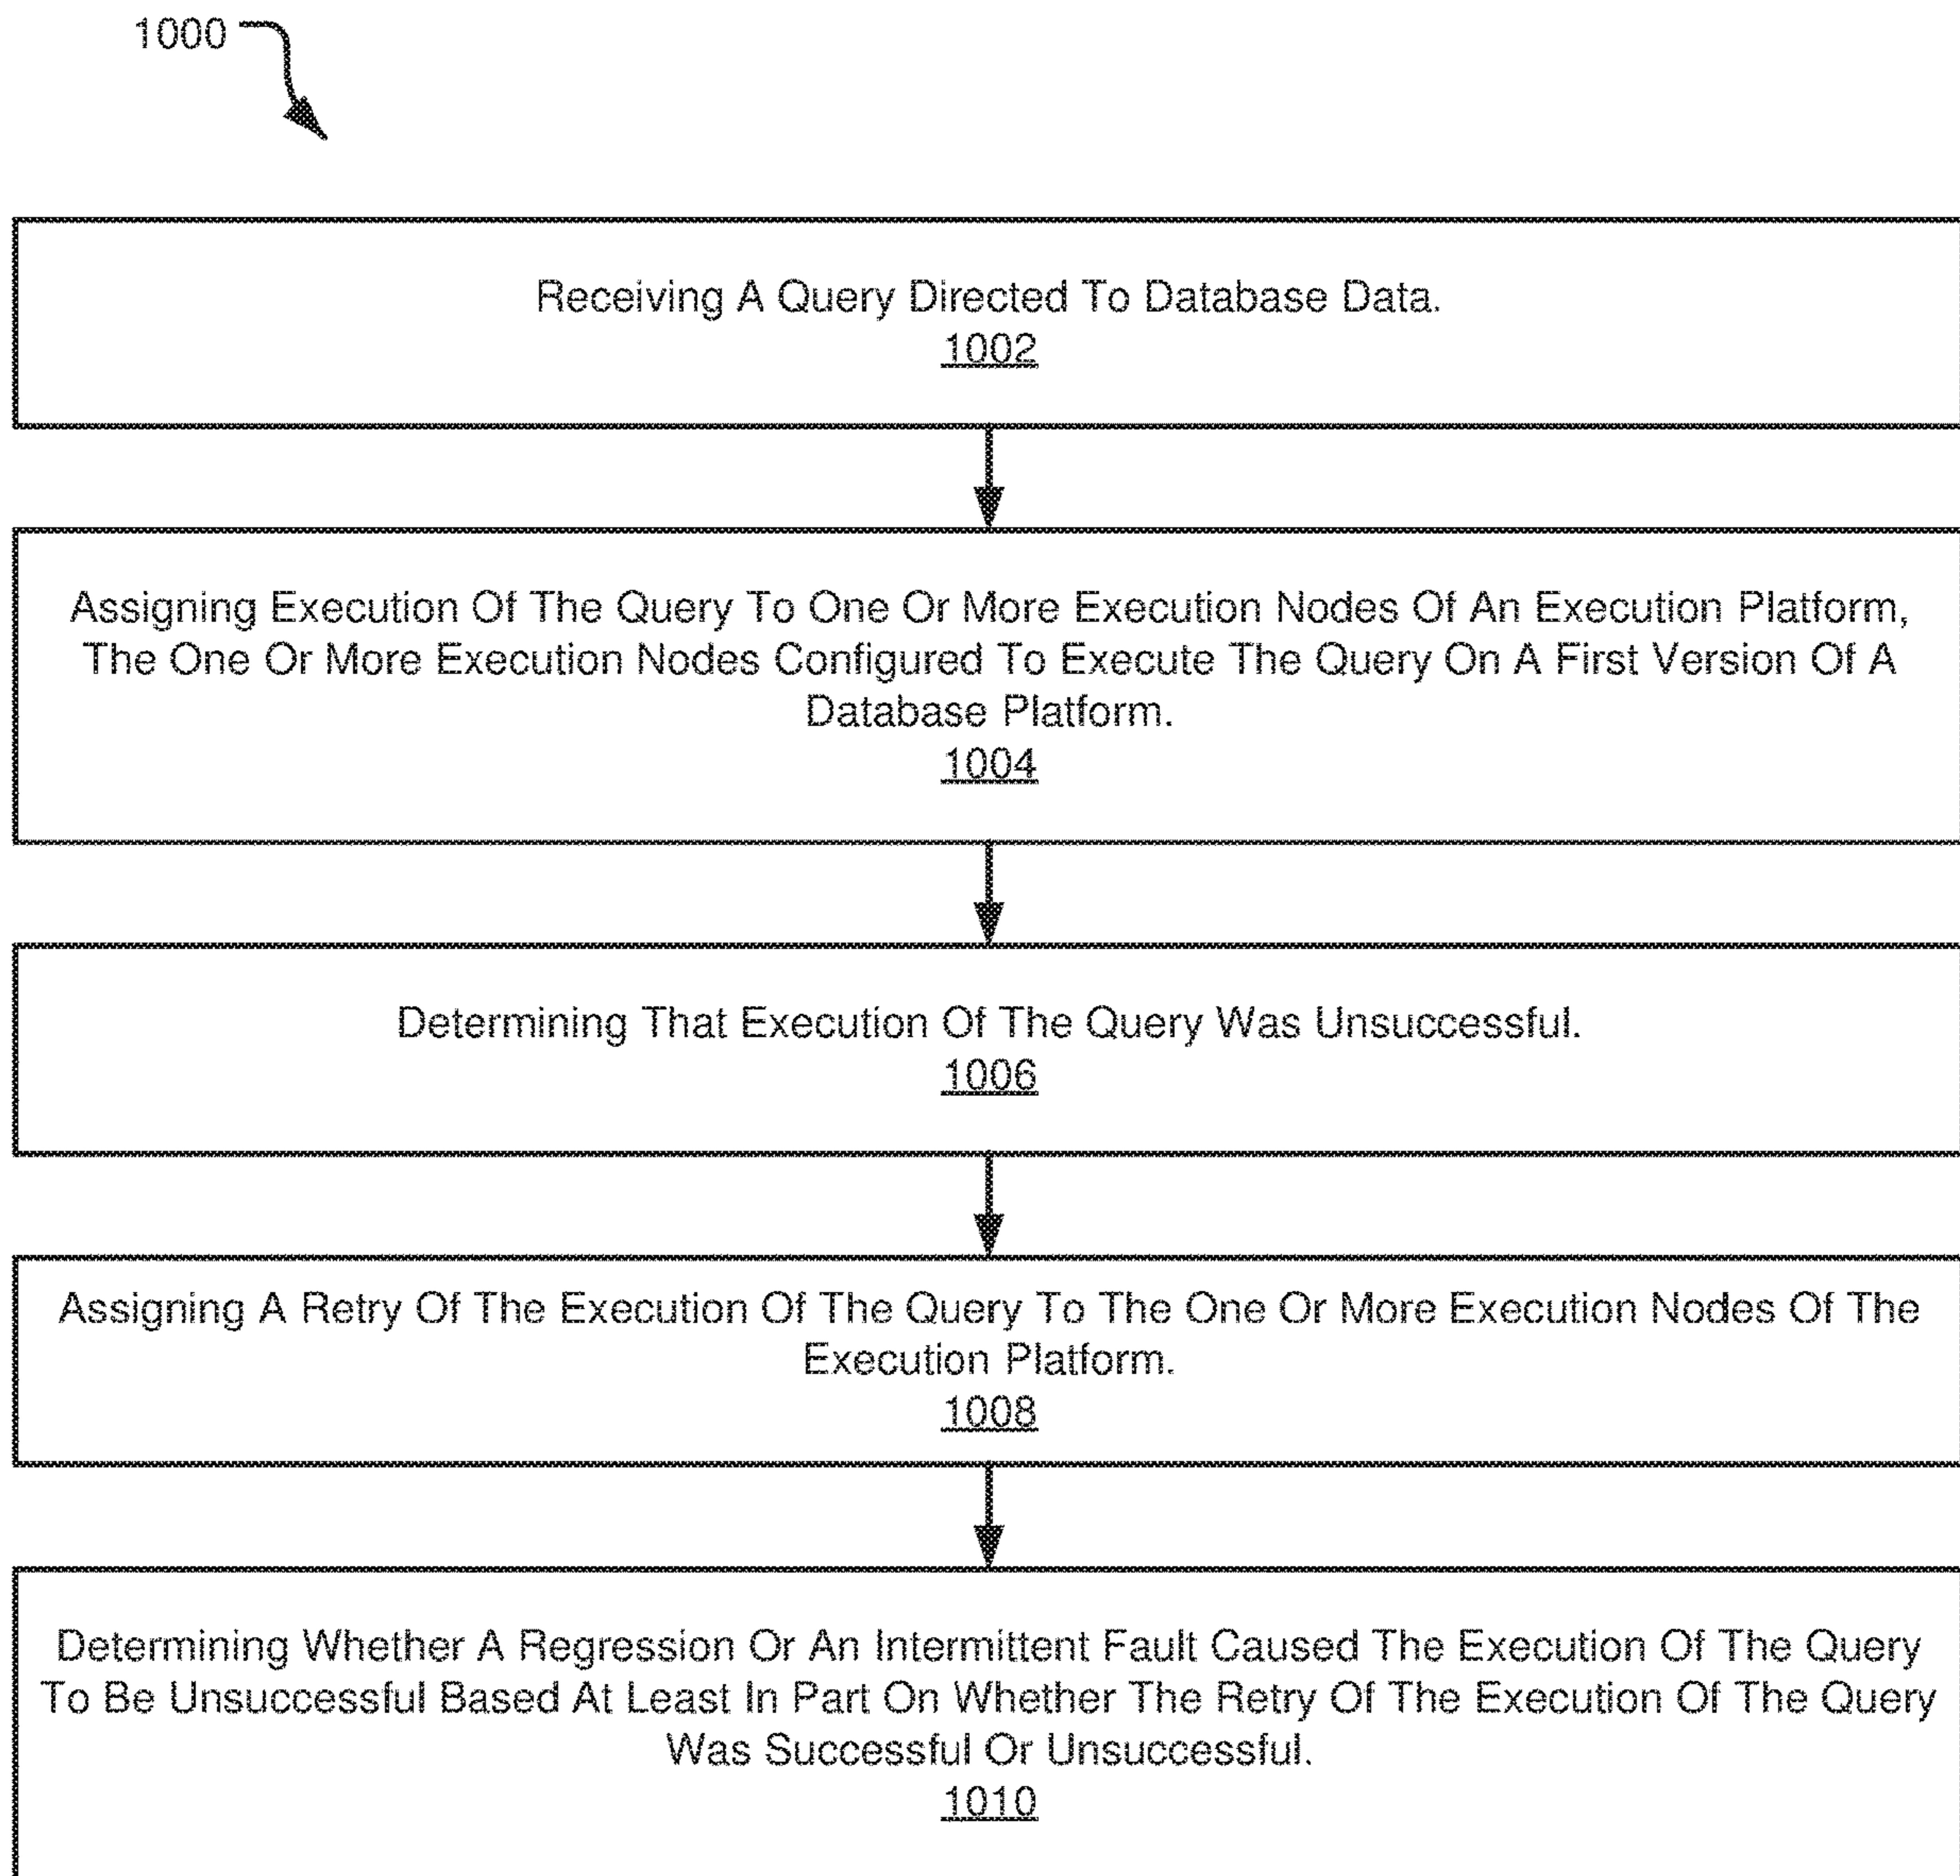 1000
Receiving A Query Directed To Database Data.
1002
Assigning Execution Of The Query To One Or More Execution Nodes Of An Execution Platform,
The One Or More Execution Nodes Configured To Execute The Query On A First Version Of A
Database Platform.
1004
Determining That Execution Of The Query Was Unsuccessful.
1006
Assigning A Retry Of The Execution Of The Query To The One Or More Execution Nodes Of The
Execution Platform.
1008
Determining Whether A Regression Or An Intermittent Fault Caused The Execution Of The Query
To Be Unsuccessful Based At Least In Part On Whether The Retry Of The Execution Of The Query
Was Successful Or Unsuccessful.
1010